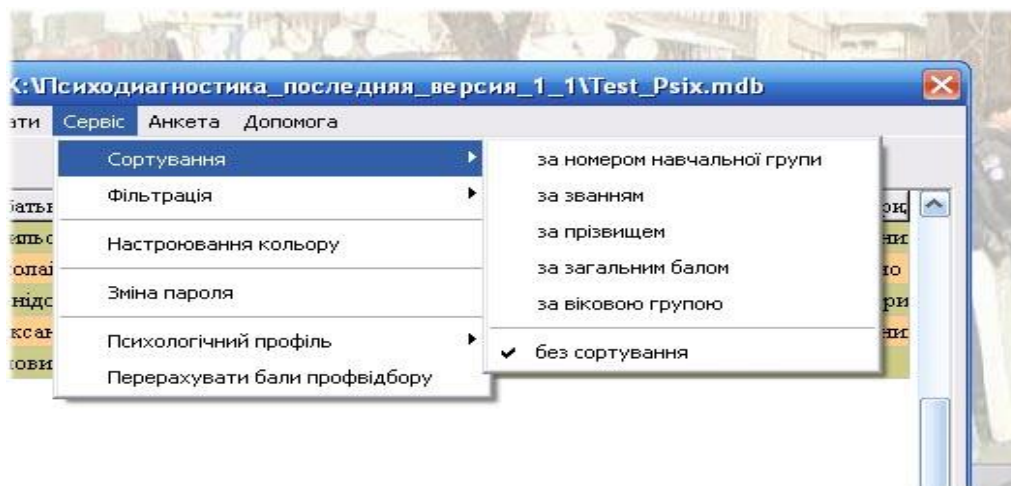 К:\Психодиагностика_последняя_версия_1_1\Test_Psix.mdb
Сервіс Анкета Допомога
Сортування
Фільтрація
Настроювання кольору
Зміна пароля
Психологічний профіль
Перерахувати бали профвідбору
за номером навчальної групи
за званням
за прізвищем
за загальним балом
за віковою групою
без сортування